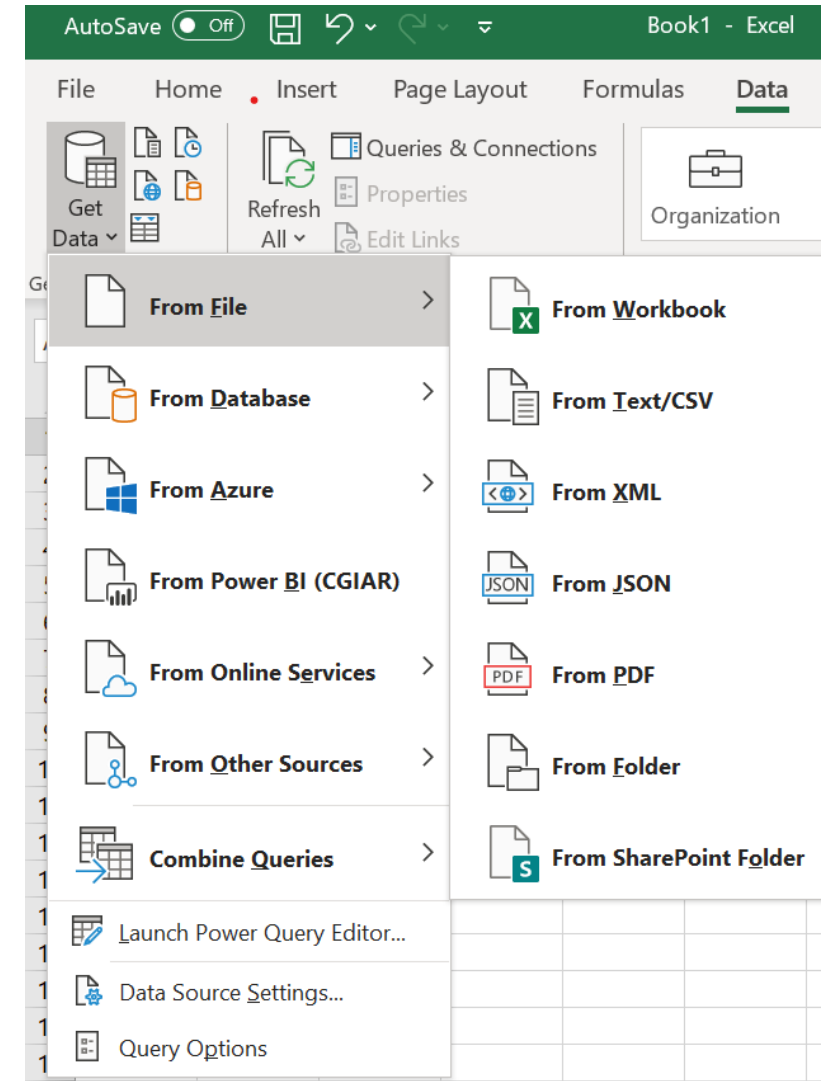 AutoSave Off Book1 - Excel
File Home Insert Page Layout Formulas Data
Get Data
Refresh All
Queries & Connections
Properties
Edit Links
Organization
From File
From Database
From Azure
From Power BI (CGIAR)
From Online Services
From Other Sources
Combine Queries
Launch Power Query Editor...
Data Source Settings...
Query Options
From Workbook
From Text/CSV
From XML
JSON
From JSON
PDF
From PDF
From Folder
From SharePoint Folder